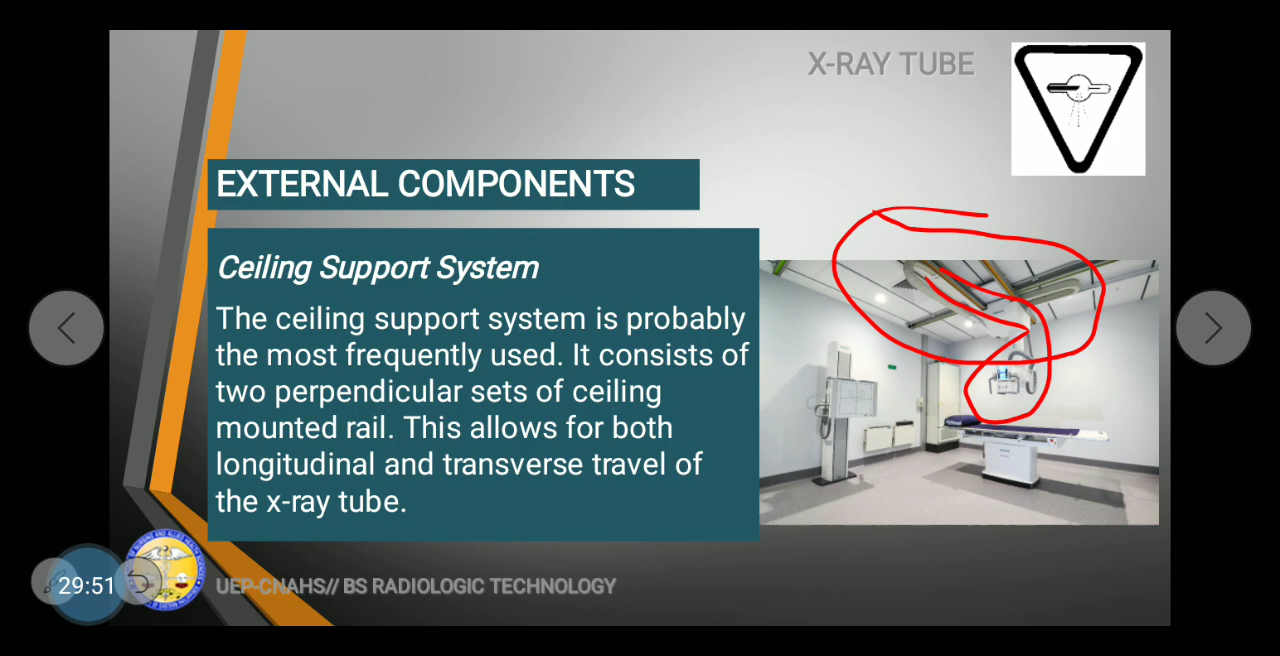 X-RAY TUBE
EXTERNAL COMPONENTS
Ceiling Support System
The ceiling support system is probably
the most frequently used. It consists of
two perpendicular sets of ceiling
mounted rail. This allows for both
longitudinal and transverse travel of
the x-ray tube.
29:51
UEP-CNAHS// BS RADIOLOGIC TECHNOLOGY